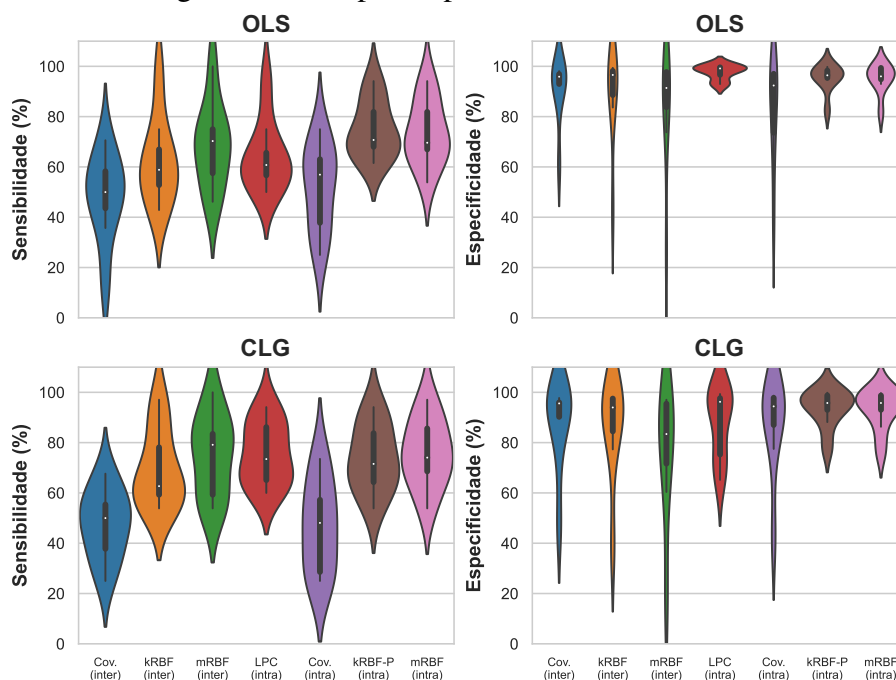 OLS
OLS
Sensibilidade (%)
100
80
60
40
20
0
Especificidade (%)
100
80
60
40
20
0
CLG
CLG
Sensibilidade (%)
100
80
60
40
20
0
Especificidade (%)
100
80
60
40
20
0
Cov. (inter)
kRBF (inter)
mRBF (inter)
LPC (intra)
Cov. (intra)
kRBF-P (intra)
mRBF (intra)
Cov. (inter)
kRBF (inter)
mRBF (inter)
LPC (intra)
Cov. (intra)
kRBF-P (intra)
mRBF (intra)